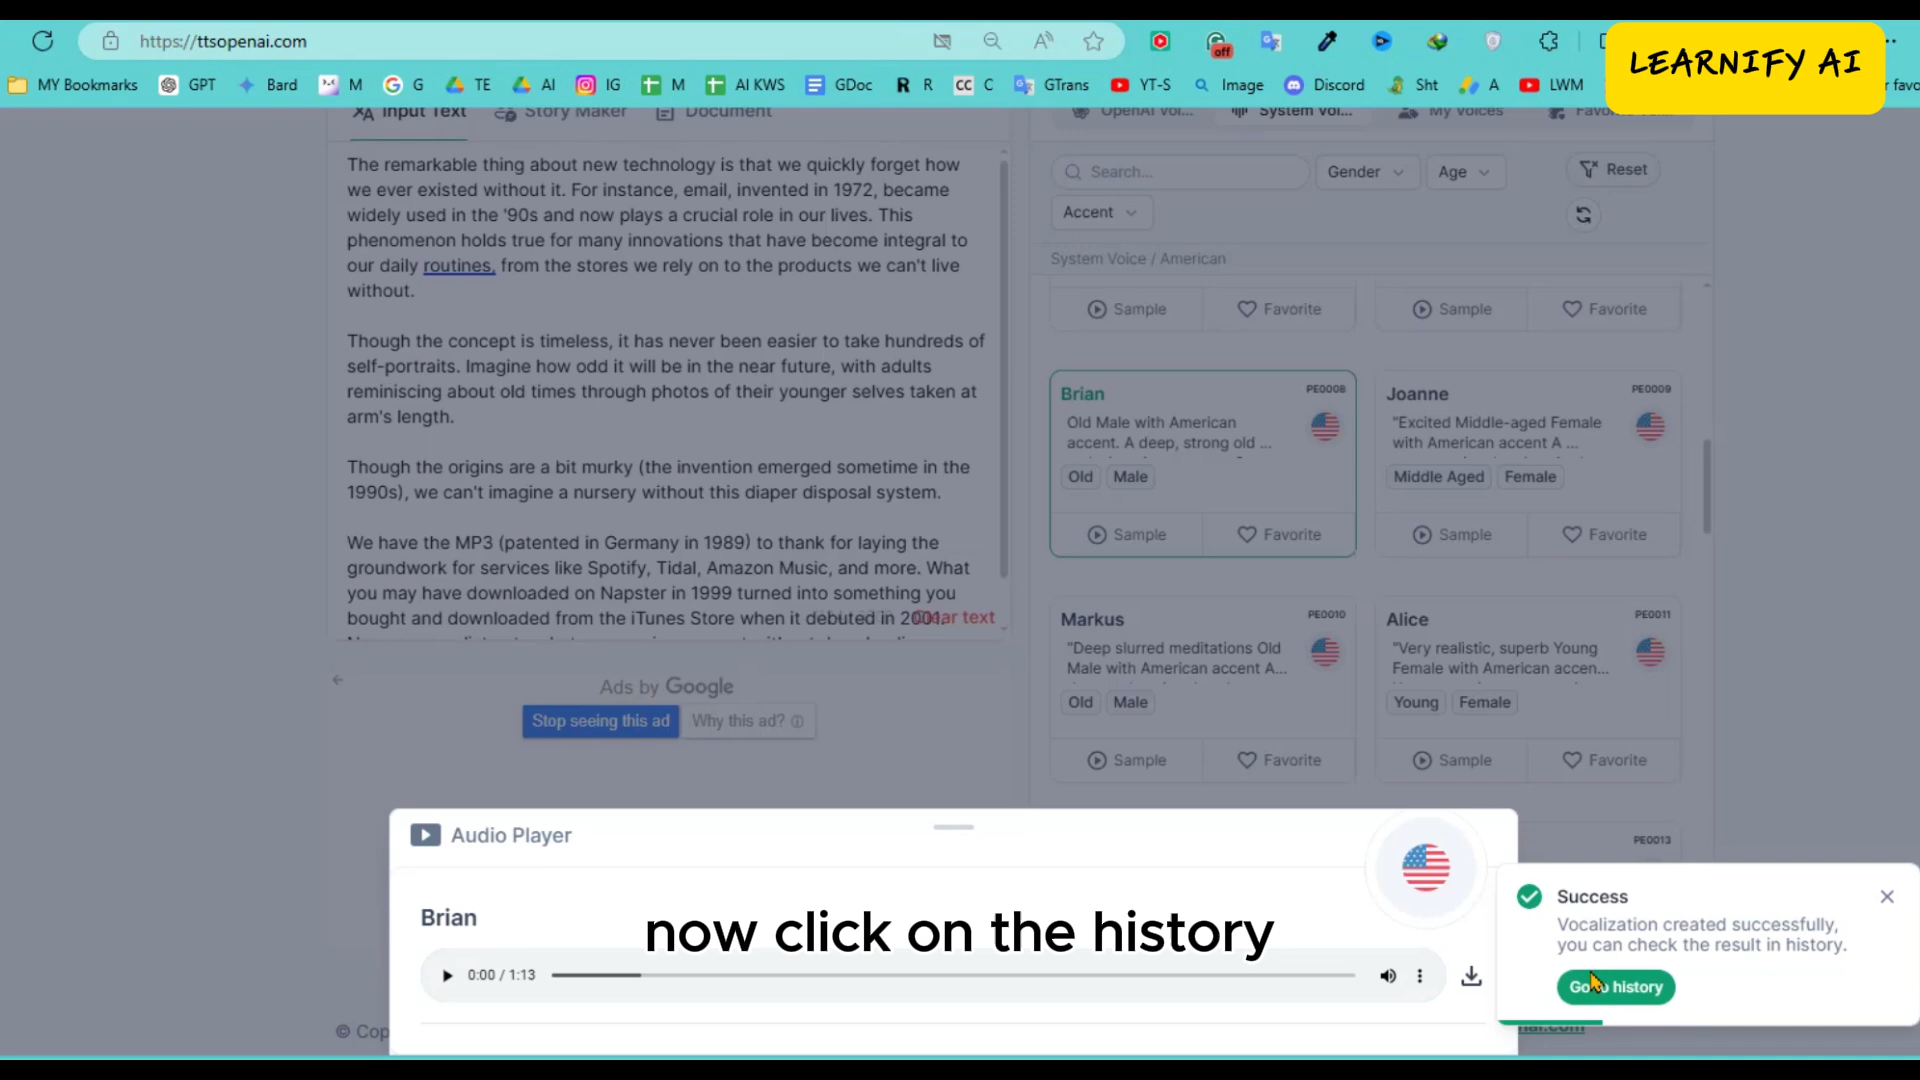 https://ttsopenai.com
off
LEARNIFY AI
MY Bookmarks GPT Bard M G TE AI IG M AI KWS GDoc R R CC C GTrans YT-S Image Discord Sht A LWM r favo
Input Text Story Maker Document
OpenAI Voi... System Voi... My Voices
The remarkable thing about new technology is that we quickly forget how
we ever existed without it. For instance, email, invented in 1972, became
widely used in the '90s and now plays a crucial role in our lives. This
phenomenon holds true for many innovations that have become integral to
our daily routines, from the stores we rely on to the products we can't live
without.
Though the concept is timeless, it has never been easier to take hundreds of
self-portraits. Imagine how odd it will be in the near future, with adults
reminiscing about old times through photos of their younger selves taken at
arm's length.
Though the origins are a bit murky (the invention emerged sometime in the
1990s), we can't imagine a nursery without this diaper disposal system.
We have the MP3 (patented in Germany in 1989) to thank for laying the
groundwork for services like Spotify, Tidal, Amazon Music, and more. What
you may have downloaded on Napster in 1999 turned into something you
bought and downloaded from the iTunes Store when it debuted in 2001.
Clear text
Ads by Google
Stop seeing this ad Why this ad?
Search... Gender Age Reset
Accent
System Voice / American
Sample Favorite Sample Favorite
Brian PE0008
Old Male with American
accent. A deep, strong old ...
Old Male
Sample Favorite
Joanne PE0009
"Excited Middle-aged Female
with American accent A ...
Middle Aged Female
Sample Favorite
Markus PE0010
"Deep slurred meditations Old
Male with American accent A...
Old Male
Sample Favorite
Alice PE0011
"Very realistic, superb Young
Female with American accen...
Young Female
Sample Favorite
PE0013
Audio Player
Brian
now click on the history
0:00 / 1:13
Success
Vocalization created successfully,
you can check the result in history.
Go to history
© Cop